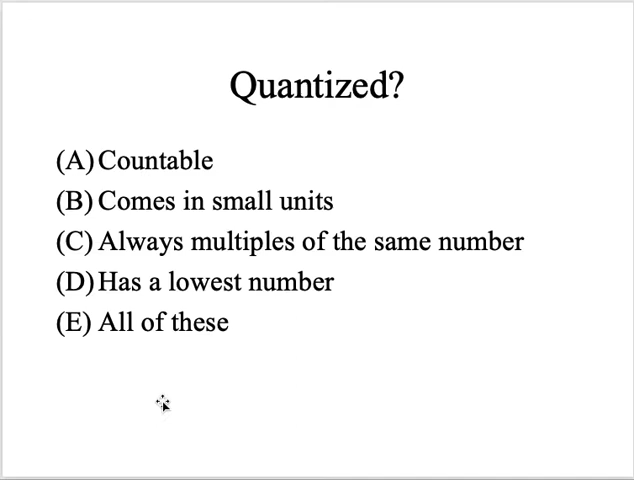 Quantized?
(A) Countable
(B) Comes in small units
(C) Always multiples of the same number
(D) Has a lowest number
(E) All of these